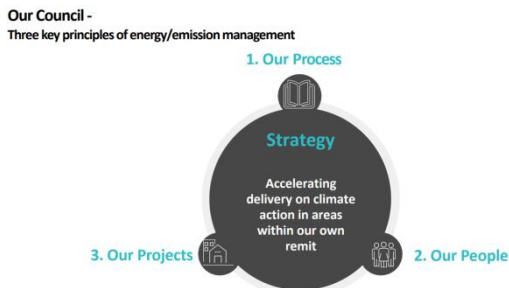 Our Council -
Three key principles of energy/emission management
1. Our Process
Strategy
Accelerating
delivery on climate
action in areas
within our own
remit
3. Our Projects
2. Our People